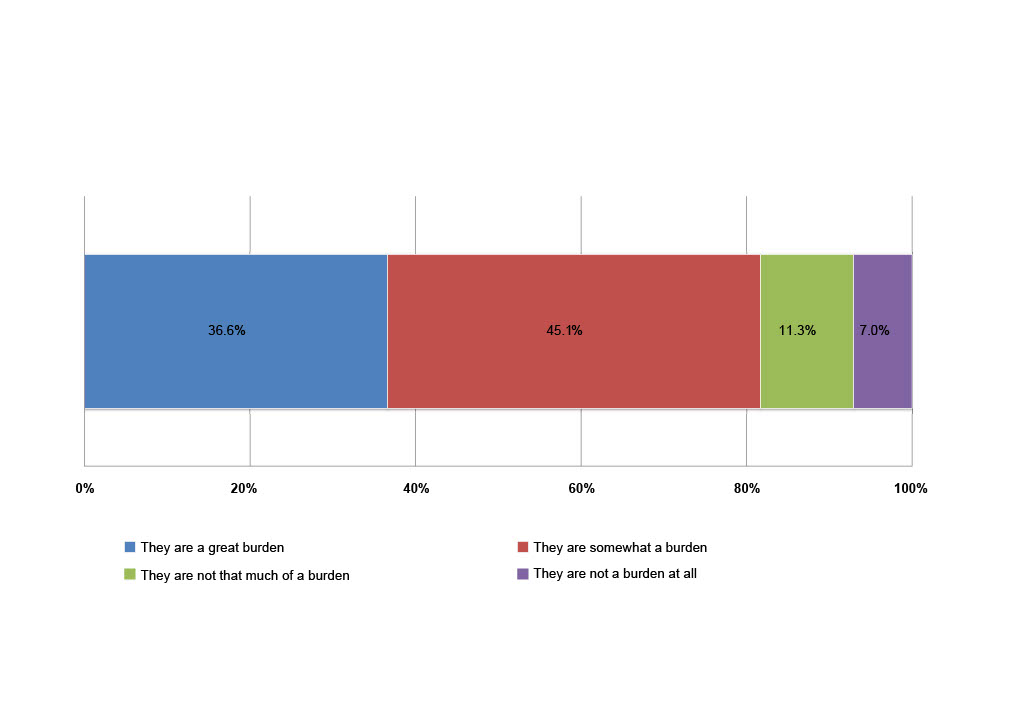 36.6% 45.1% 11.3% 7.0%
0% 20% 40% 60% 80% 100%
They are a great burden
They are somewhat a burden
They are not that much of a burden
They are not a burden at all